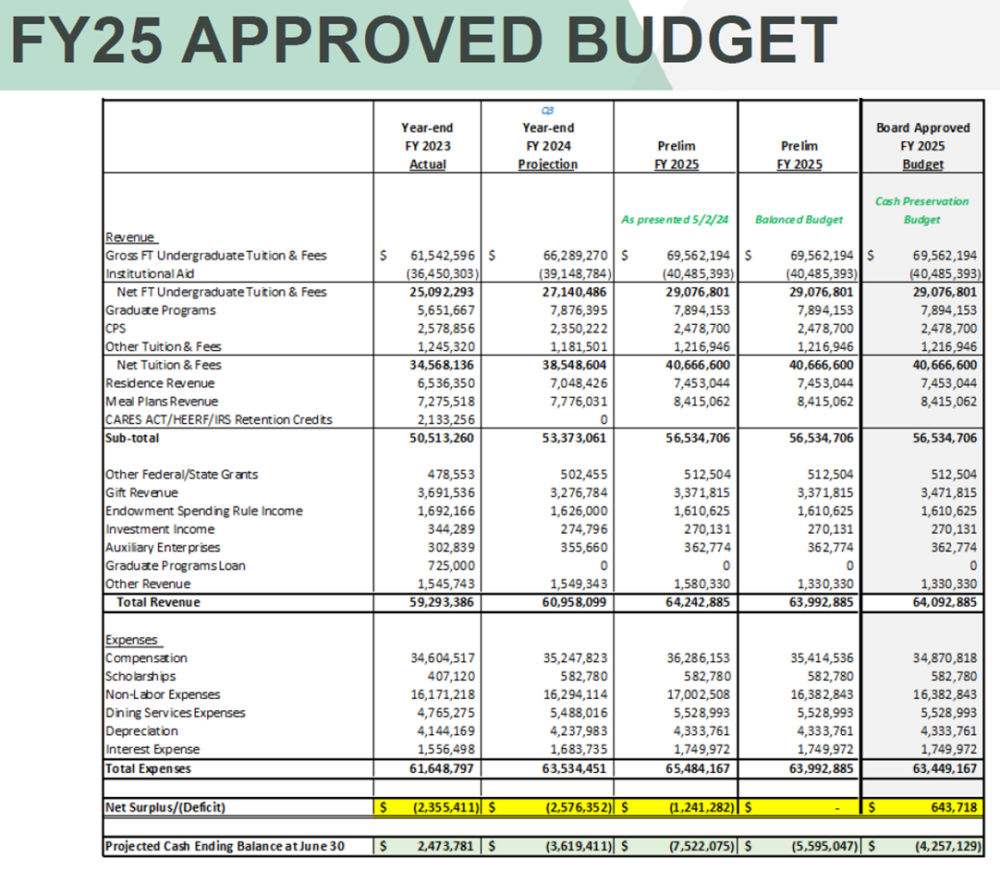 FY25 APPROVED BUDGET
Q3
Year-end Year-end Board Approved
FY 2023 FY 2024 Prelim Prelim FY 2025
Actual Projection FY 2025 FY 2025 Budget
Cash Preservation
As presented 5/2/24 Balanced Budget Budget
Revenue
Gross FT Undergraduate Tuition & Fees $ 61,542,596 $ 66,289,270 $ 69,562,194 $ 69,562,194 $ 69,562,194
Institutional Aid (36,450,303) (39,148,784) (40,485,393) (40,485,393) (40,485,393)
Net FT Undergraduate Tuition & Fees 25,092,293 27,140,486 29,076,801 29,076,801 29,076,801
Graduate Programs 5,651,667 7,876,395 7,894,153 7,894,153 7,894,153
CPS 2,578,856 2,350,222 2,478,700 2,478,700 2,478,700
Other Tuition & Fees 1,245,320 1,181,501 1,216,946 1,216,946 1,216,946
Net Tuition & Fees 34,568,136 38,548,604 40,666,600 40,666,600 40,666,600
Residence Revenue 6,536,350 7,048,426 7,453,044 7,453,044 7,453,044
Meal Plans Revenue 7,275,518 7,776,031 8,415,062 8,415,062 8,415,062
CARES ACT/HEERF/IRS Retention Credits 2,133,256 0
Sub-total 50,513,260 53,373,061 56,534,706 56,534,706 56,534,706
Other Federal/State Grants 478,553 502,455 512,504 512,504 512,504
Gift Revenue 3,691,536 3,276,784 3,371,815 3,371,815 3,471,815
Endowment Spending Rule Income 1,692,166 1,626,000 1,610,625 1,610,625 1,610,625
Investment Income 344,289 274,796 270,131 270,131 270,131
Auxiliary Enterprises 302,839 355,660 362,774 362,774 362,774
Graduate Programs Loan 725,000 0 0 0 0
Other Revenue 1,545,743 1,549,343 1,580,330 1,330,330 1,330,330
Total Revenue 59,293,386 60,958,099 64,242,885 63,992,885 64,092,885
Expenses
Compensation 34,604,517 35,247,823 36,286,153 35,414,536 34,870,818
Scholarships 407,120 582,780 582,780 582,780 582,780
Non-Labor Expenses 16,171,218 16,294,114 17,002,508 16,382,843 16,382,843
Dining Services Expenses 4,765,275 5,488,016 5,528,993 5,528,993 5,528,993
Depreciation 4,144,169 4,237,983 4,333,761 4,333,761 4,333,761
Interest Expense 1,556,498 1,683,735 1,749,972 1,749,972 1,749,972
Total Expenses 61,648,797 63,534,451 65,484,167 63,992,885 63,449,167
Net Surplus/(Deficit) $ (2,355,411) $ (2,576,352) $ (1,241,282) $ - $ 643,718
Projected Cash Ending Balance at June 30 $ 2,473,781 $ (3,619,411) $ (7,522,075) $ (5,595,047) $ (4,257,129)